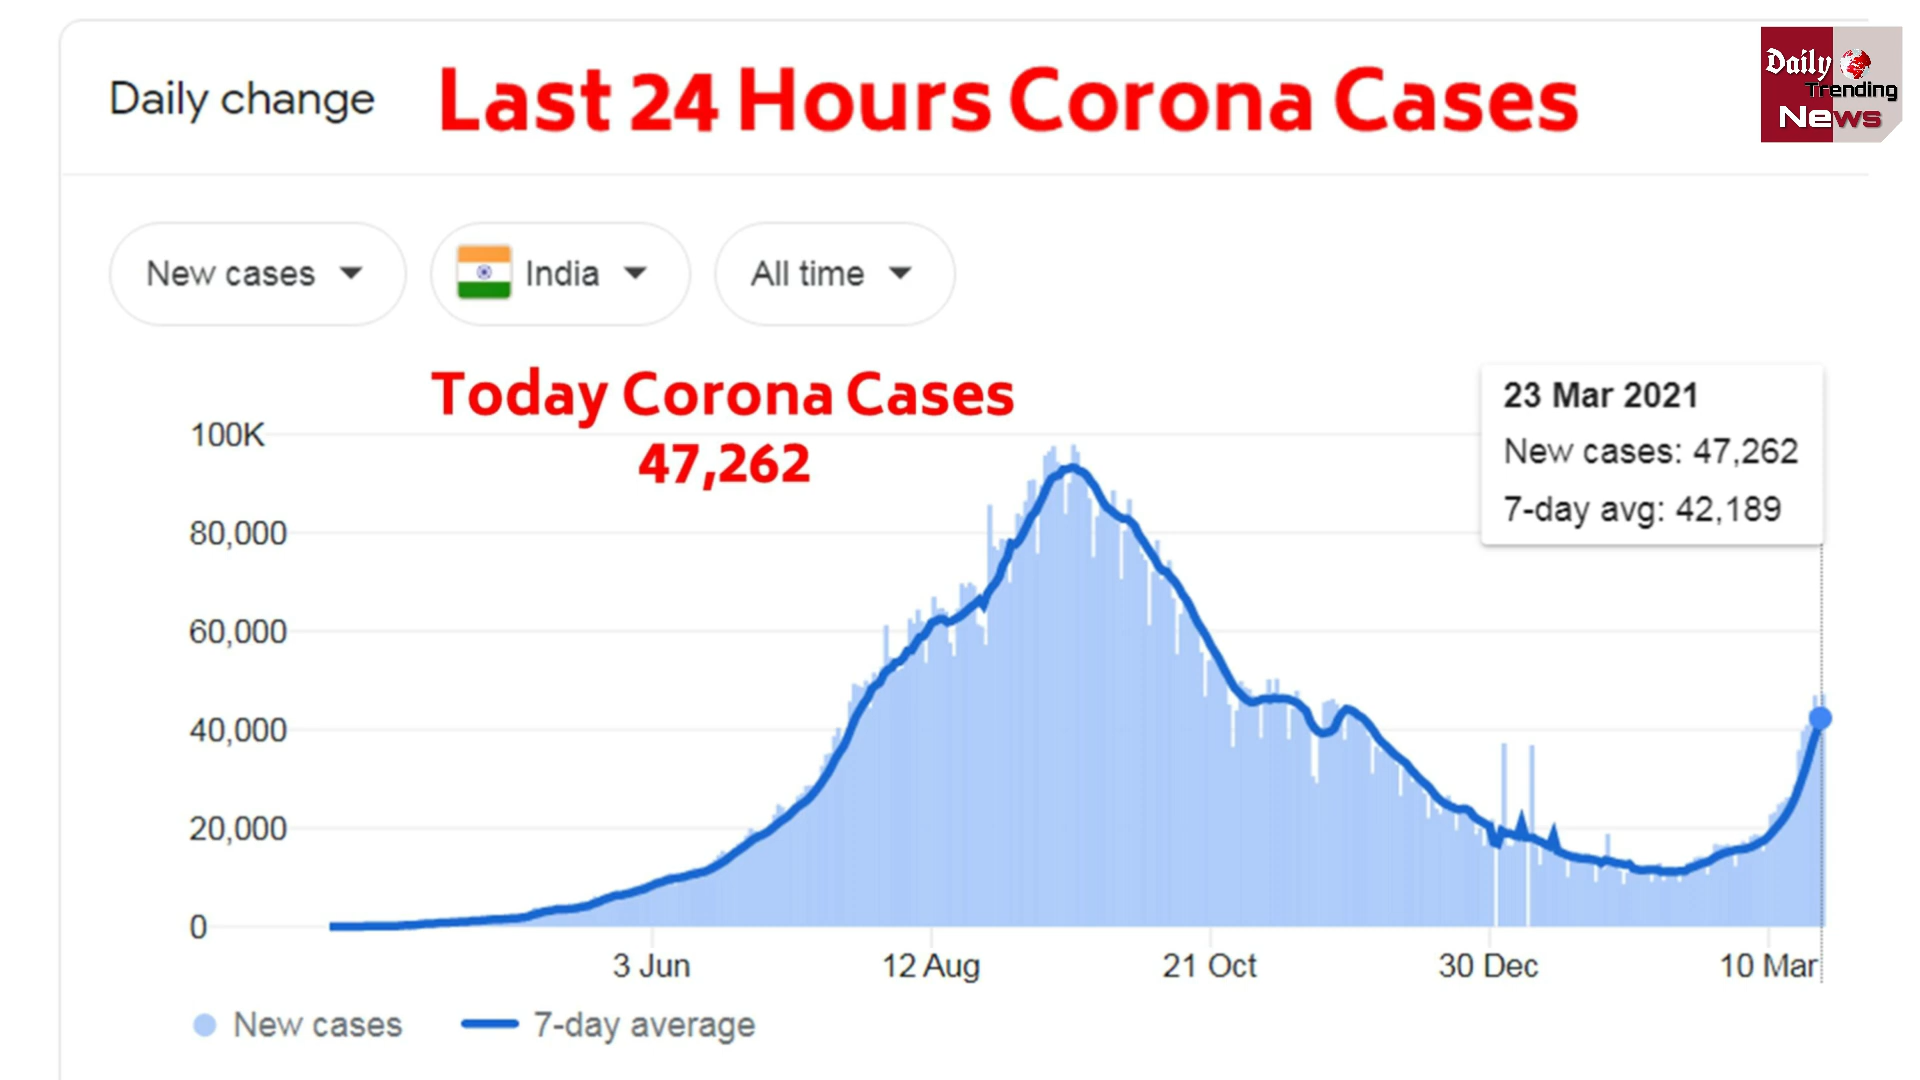 Daily change
Last 24 Hours Corona Cases
Daily
Trending
News
New cases
India
All time
Today Corona Cases
47,262
23 Mar 2021
New cases: 47,262
7-day avg: 42,189
100K
80,000
60,000
40,000
20,000
0
3 Jun
12 Aug
21 Oct
30 Dec
10 Mar
New cases
7-day average